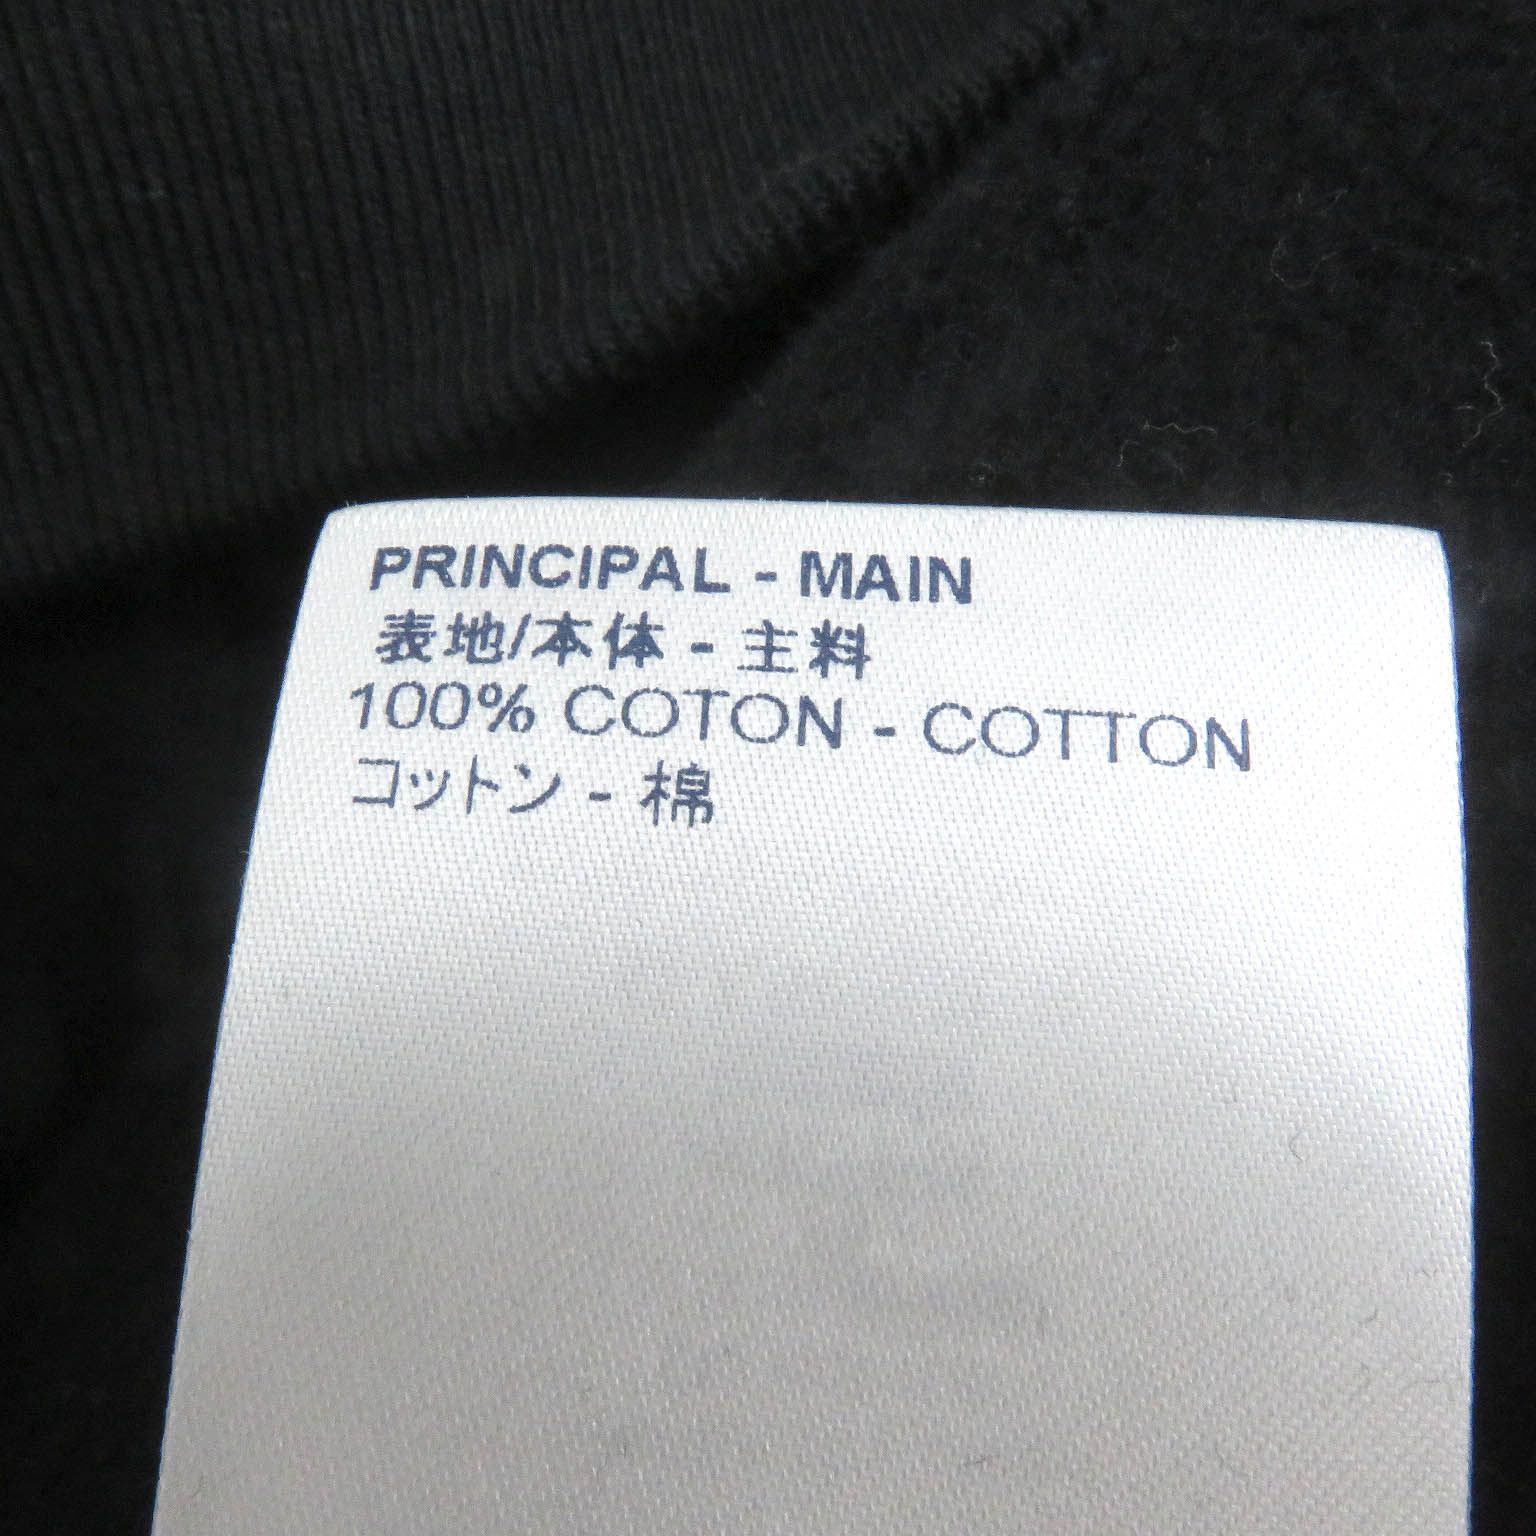 PRINCIPAL - MAIN
表地/本体 - 主料
100% COTON - COTTON
コットン - 棉